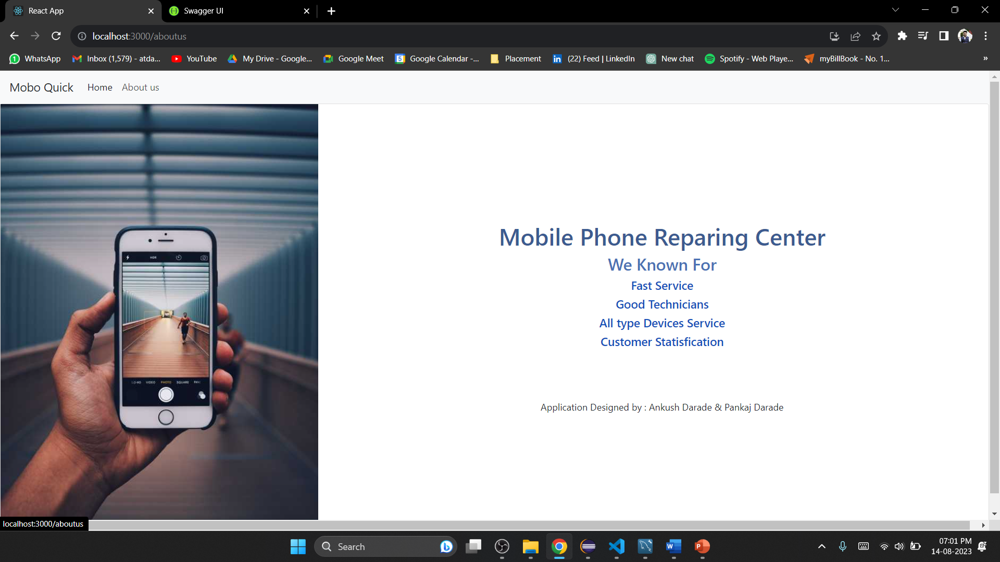 React App
Swagger UI
localhost:3000/aboutus
WhatsApp
Inbox (1,579) - atda...
YouTube
My Drive - Google...
Google Meet
Google Calendar -...
Placement
(22) Feed | LinkedIn
New chat
Spotify - Web Playe...
myBillBook - No. 1...
»
Mobo Quick
Home
About us
HDR
VIDEO
PHOTO
SQUARE
Mobile Phone Reparing Center
We Known For
Fast Service
Good Technicians
All type Devices Service
Customer Statisfication
Application Designed by : Ankush Darade & Pankaj Darade
localhost:3000/aboutus
Search
07:01 PM
14-08-2023